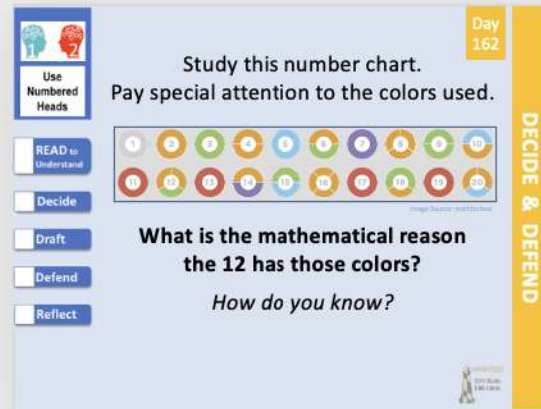 Day
162
1 2
Use
Numbered
Heads
Study this number chart.
Pay special attention to the colors used.
READ to
Understand
Decide
Draft
Defend
Reflect
1 2 3 4 5 6 7 8 9 10
11 12 13 14 15 16 17 18 19 20
What is the mathematical reason
the 12 has those colors?
How do you know?
DECIDE & DEFEND